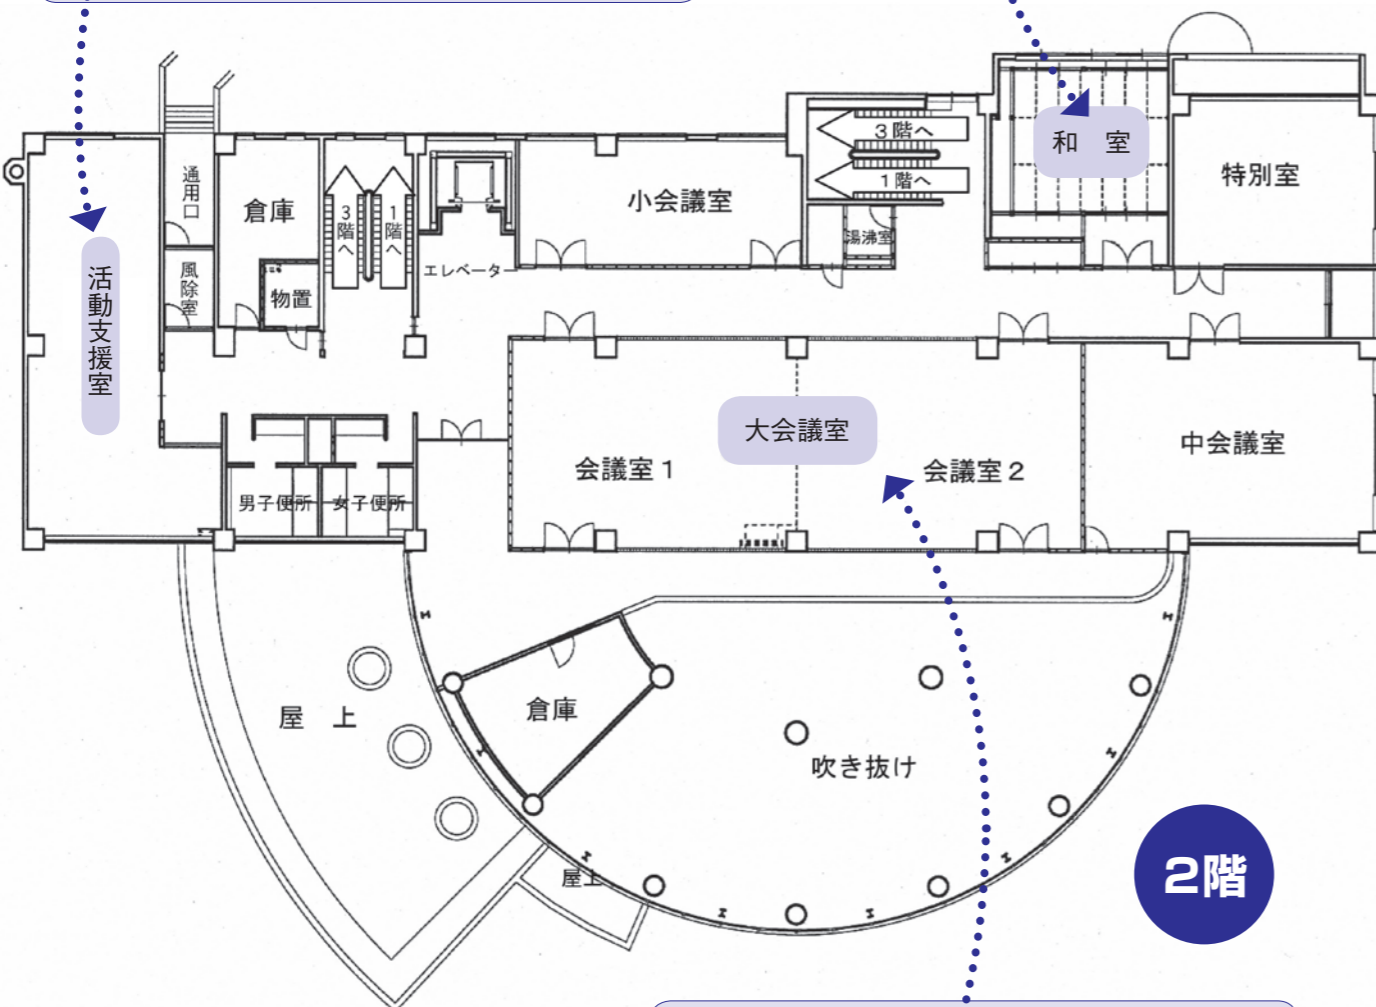 和 室
特別室
3階へ
1階へ
通用口
倉庫
3階へ
1階へ
小会議室
湯沸室
エレベーター
活動支援室
風除室
物置
大会議室
会議室1
会議室2
中会議室
男子便所
女子便所
屋 上
倉庫
吹き抜け
屋上
2階